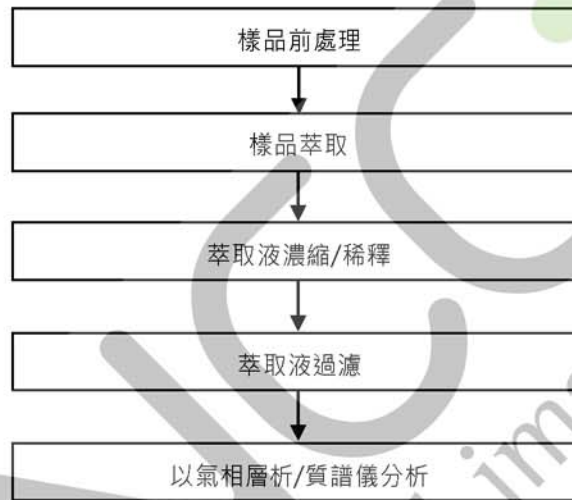 樣品前處理
樣品萃取
萃取液濃縮/稀釋
萃取液過濾
以氣相層析/質譜儀分析